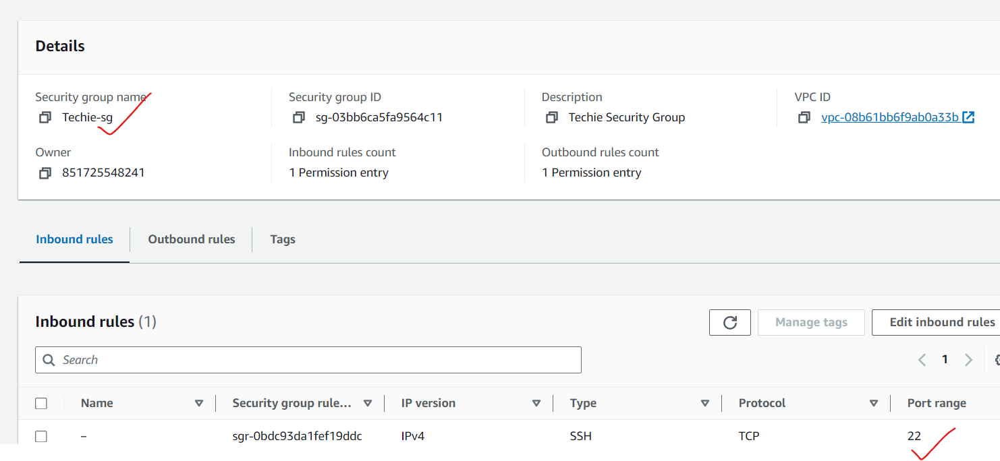 Details
Security group name
Techie-sg
Security group ID
sg-03bb6ca5fa9564c11
Description
Techie Security Group
VPC ID
vpc-08b61bb6f9ab0a33b
Owner
851725548241
Inbound rules count
1 Permission entry
Outbound rules count
1 Permission entry
Inbound rules Outbound rules Tags
Inbound rules (1)
Manage tags Edit inbound rules
Search
1
Name Security group rule... IP version Type Protocol Port range
– sgr-0bdc93da1fef19ddc IPv4 SSH TCP 22